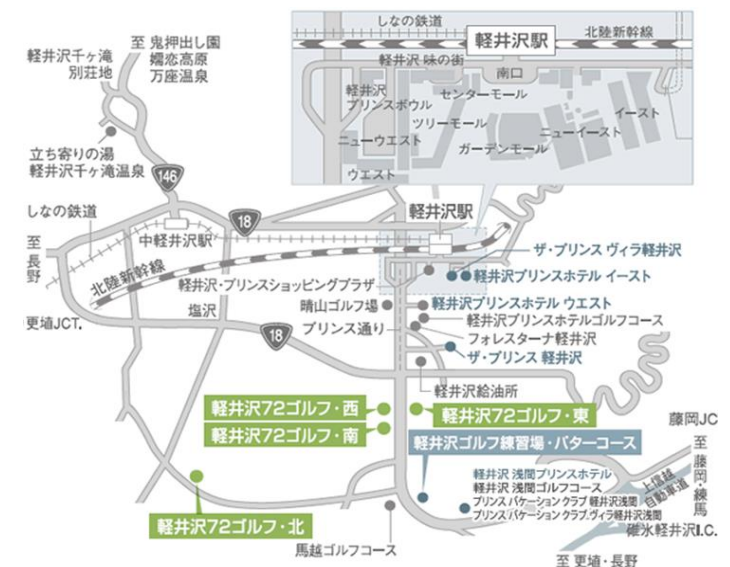 しなの鉄道
軽井沢駅
北陸新幹線
軽井沢 味の街
南口
軽井沢
プリンスボウル
センターモール
ツリーモール
イースト
ニューイースト
ニューウエスト
ガーデンモール
ウエスト
至 鬼押出し園
嬬恋高原
万座温泉
軽井沢千ヶ滝
別荘地
立ち寄りの湯
軽井沢千ヶ滝温泉
146
しなの鉄道
18
軽井沢駅
中軽井沢駅
至
長
野
北陸新幹線
ザ・プリンス ヴィラ軽井沢
軽井沢プリンスホテル イースト
軽井沢・プリンスショッピングプラザ
塩沢
晴山ゴルフ場
軽井沢プリンスホテル ウエスト
軽井沢プリンスホテルゴルフコース
更埴JCT.
18
プリンス通り
フォレスターナ軽井沢
ザ・プリンス 軽井沢
軽井沢給油所
軽井沢72ゴルフ・西
軽井沢72ゴルフ・東
軽井沢72ゴルフ・南
軽井沢ゴルフ練習場・パターコース
藤岡JC
至
藤
岡
・
練
馬
軽井沢 浅間プリンスホテル
軽井沢 浅間ゴルフコース
プリンス バケーション クラブ 軽井沢浅間
プリンス バケーション クラブ ヴィラ軽井沢浅間
上信越
自動車道
碓氷軽井沢I.C.
軽井沢72ゴルフ・北
馬越ゴルフコース
至 更埴・長野